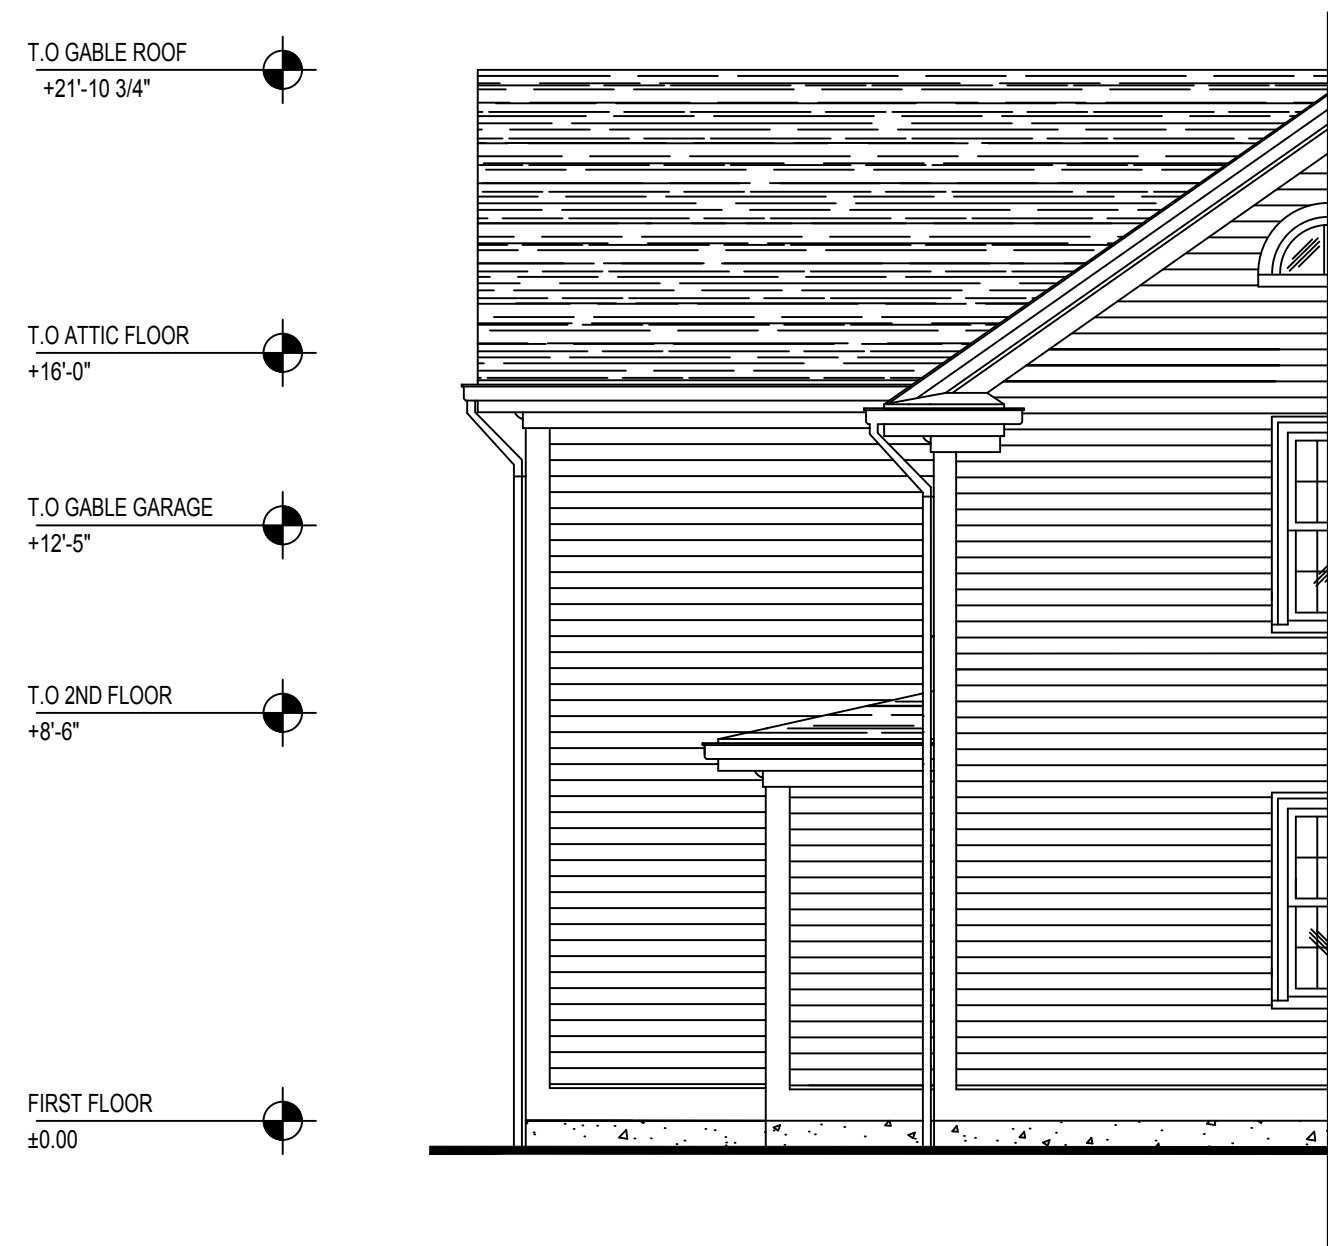 T.O GABLE ROOF
+21'-10 3/4"
T.O ATTIC FLOOR
+16'-0"
T.O GABLE GARAGE
+12'-5"
T.O 2ND FLOOR
+8'-6"
FIRST FLOOR
±0.00